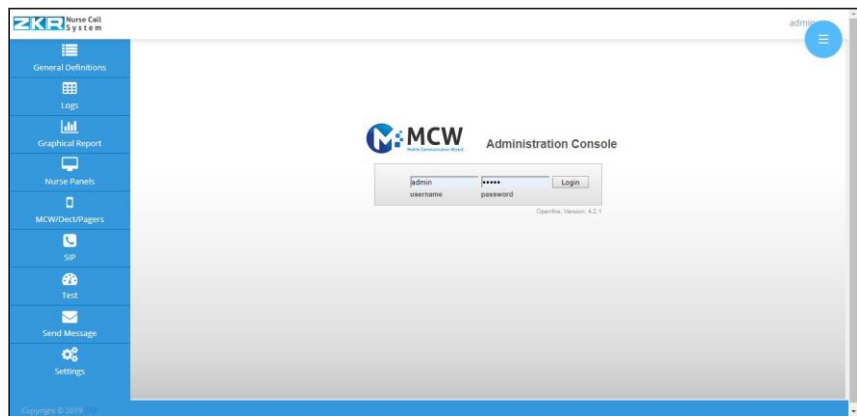 ZKR Nurse Call
System
General Definitions
Logs
Graphical Report
Nurse Panels
MCW/Dect/Pagers
SIP
Test
Send Message
Settings
Copyright © 2019
admin
MCW
Mobile Communication Wizard
Administration Console
admin ••••• Login
username password
Openfire, Version: 4.2.1